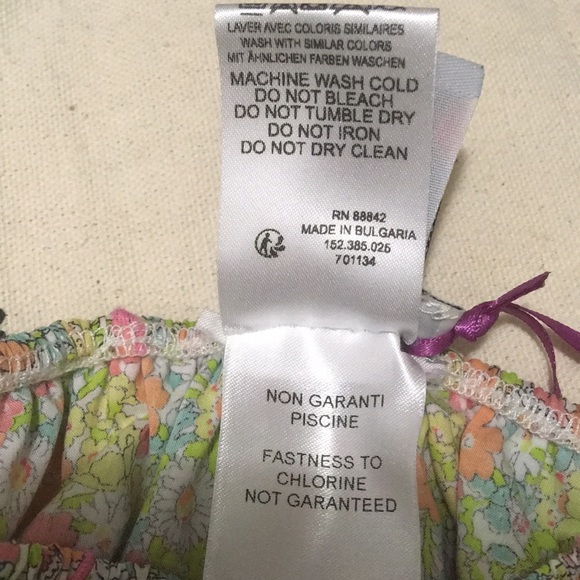 LAVER AVEC COLORIS SIMILAIRES
WASH WITH SIMILAR COLORS
MIT ÄHNLICHEN FARBEN WASCHEN
MACHINE WASH COLD
DO NOT BLEACH
DO NOT TUMBLE DRY
DO NOT IRON
DO NOT DRY CLEAN
RN 88842
MADE IN BULGARIA
152.385.026
701134
NON GARANTI
PISCINE
FASTNESS TO
CHLORINE
NOT GARANTEED